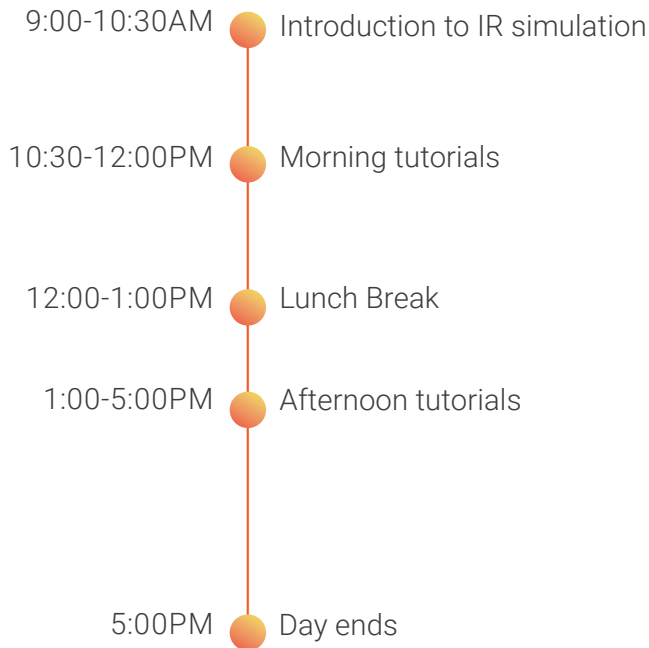 9:00-10:30AM Introduction to IR simulation
10:30-12:00PM Morning tutorials
12:00-1:00PM Lunch Break
1:00-5:00PM Afternoon tutorials
5:00PM Day ends